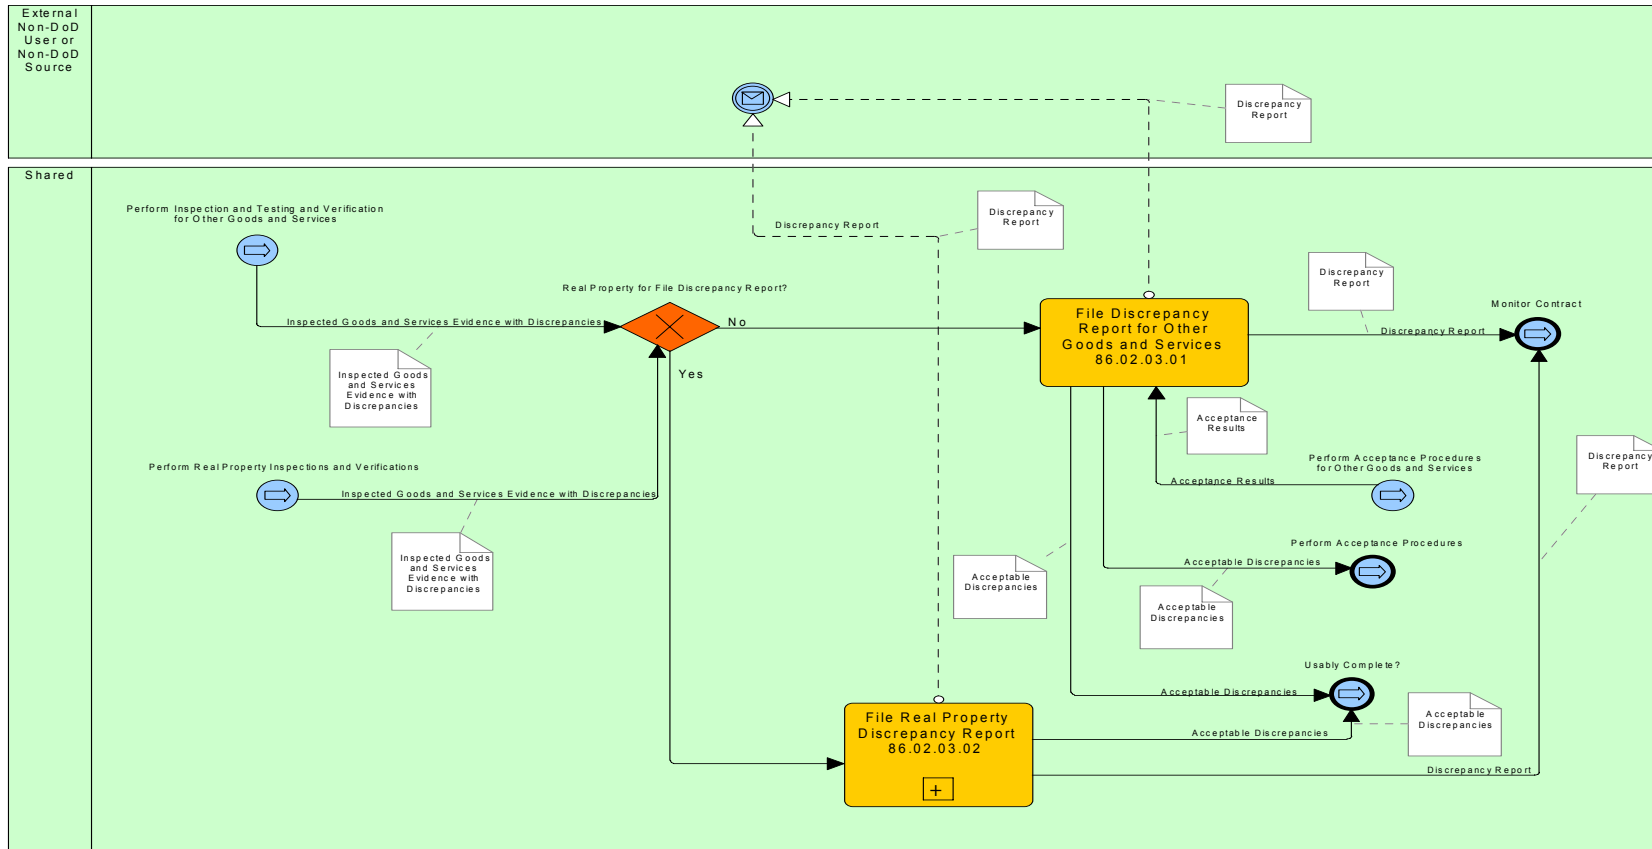 External
Non-DoD
User or
Non-DoD
Source
Discrepancy
Report
Shared
Perform Inspection and Testing and Verification
for Other Goods and Services
Discrepancy Report
Discrepancy
Report
Real Property for File Discrepancy Report?
Inspected Goods and Services Evidence with Discrepancies
No
Yes
Inspected Goods
and Services
Evidence with
Discrepancies
File Discrepancy
Report for Other
Goods and Services
86.02.03.01
Discrepancy
Report
Monitor Contract
Discrepancy Report
Acceptance
Results
Perform Acceptance Procedures
for Other Goods and Services
Acceptance Results
Discrepancy
Report
Perform Real Property Inspections and Verifications
Inspected Goods and Services Evidence with Discrepancies
Inspected Goods
and Services
Evidence with
Discrepancies
Perform Acceptance Procedures
Acceptable Discrepancies
Acceptable
Discrepancies
Acceptable
Discrepancies
Usably Complete?
Acceptable Discrepancies
Acceptable
Discrepancies
File Real Property
Discrepancy Report
86.02.03.02
+
Acceptable Discrepancies
Discrepancy Report